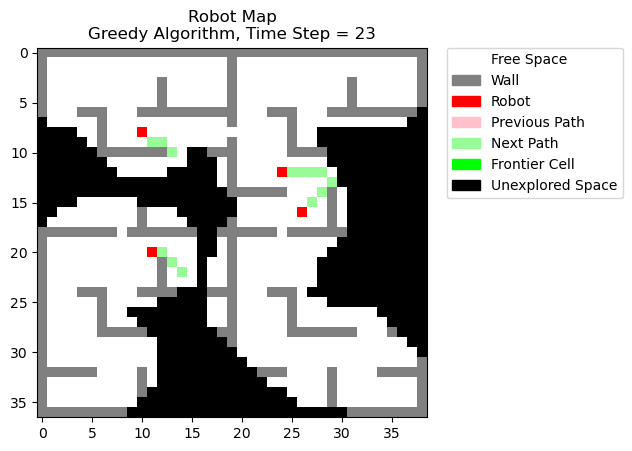 Robot Map
Greedy Algorithm, Time Step = 23
0
5
10
15
20
25
30
35
0
5
10
15
20
25
30
35
Free Space
Wall
Robot
Previous Path
Next Path
Frontier Cell
Unexplored Space